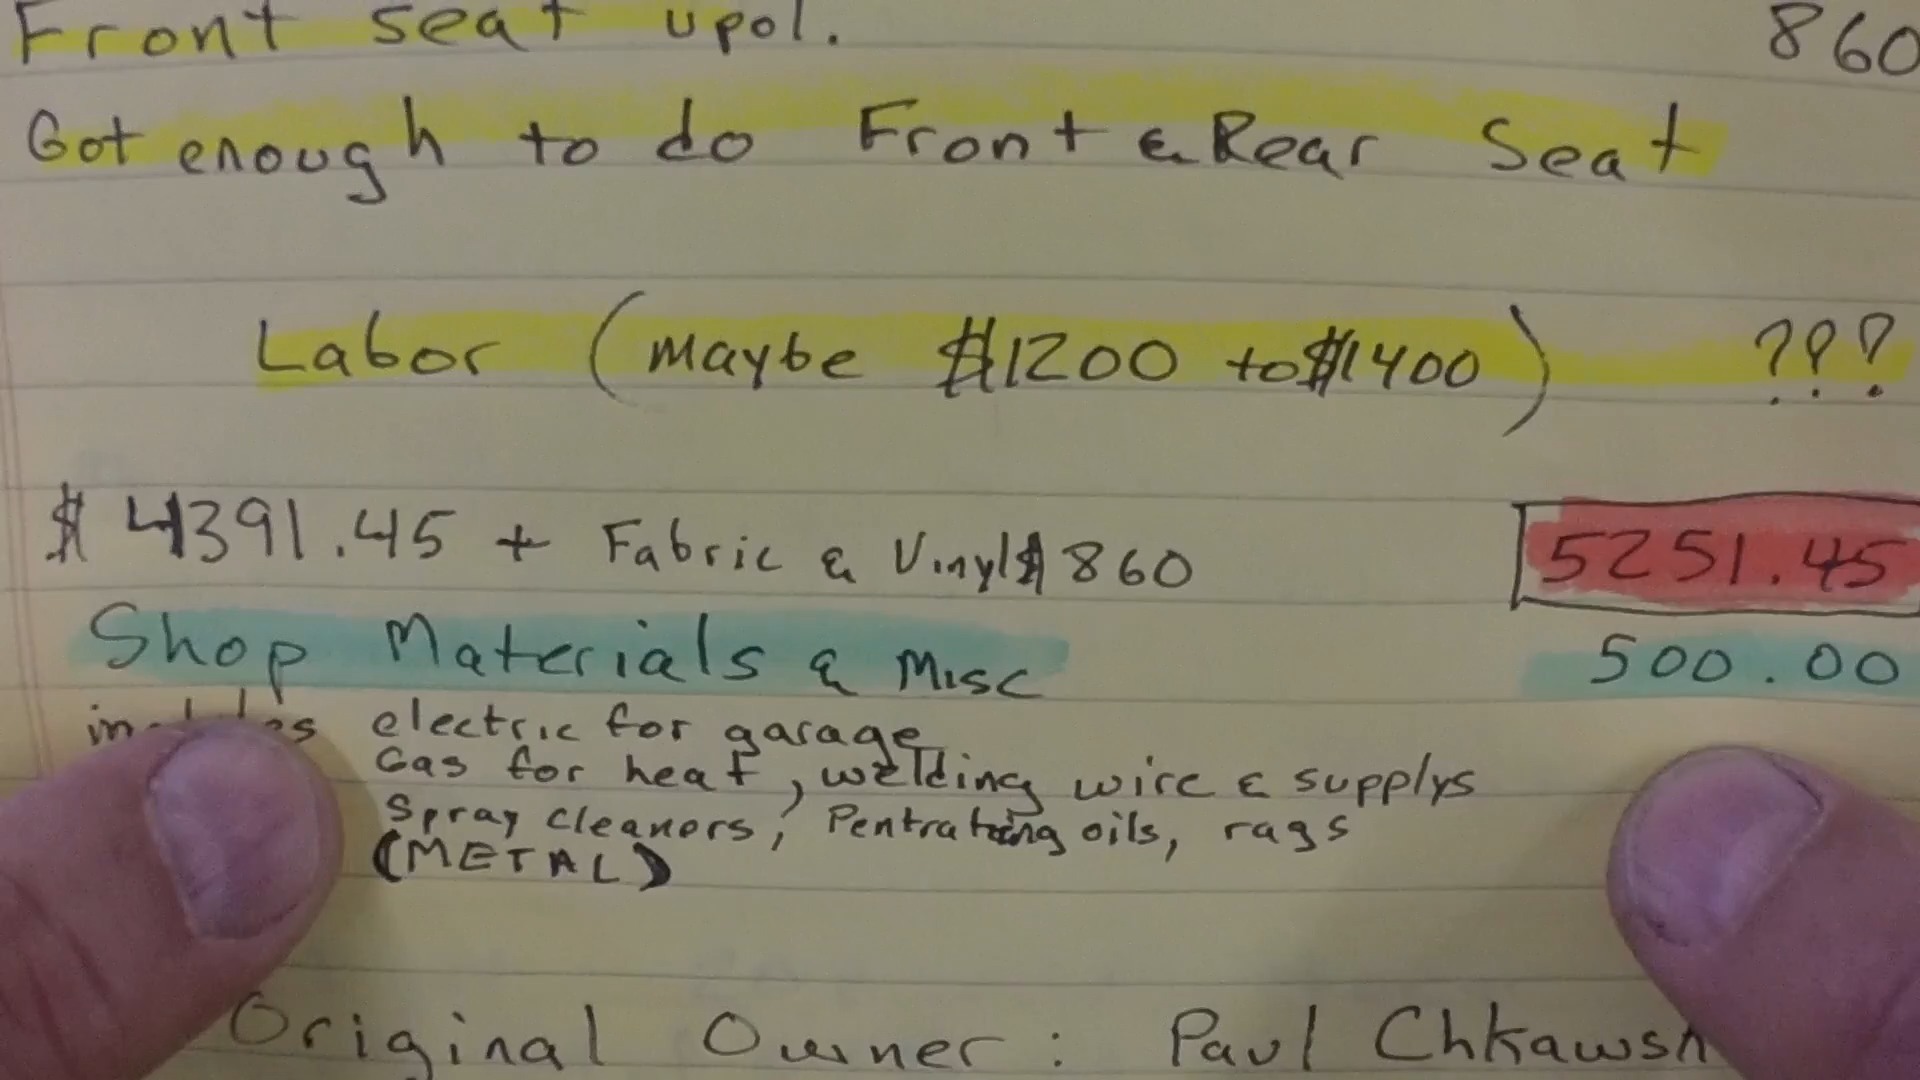 Front seat upol. 860
Got enough to do Front & Rear Seat
Labor (maybe $1200 to $1400) ???
$ 4391.45 + Fabric & Vinyl $ 860 5251.45
Shop Materials & Misc 500.00
electric for garage
Gas for heat, welding wire & supplys
Spray cleaners, Pentrating oils, rags
(METAL)
Original Owner: Paul